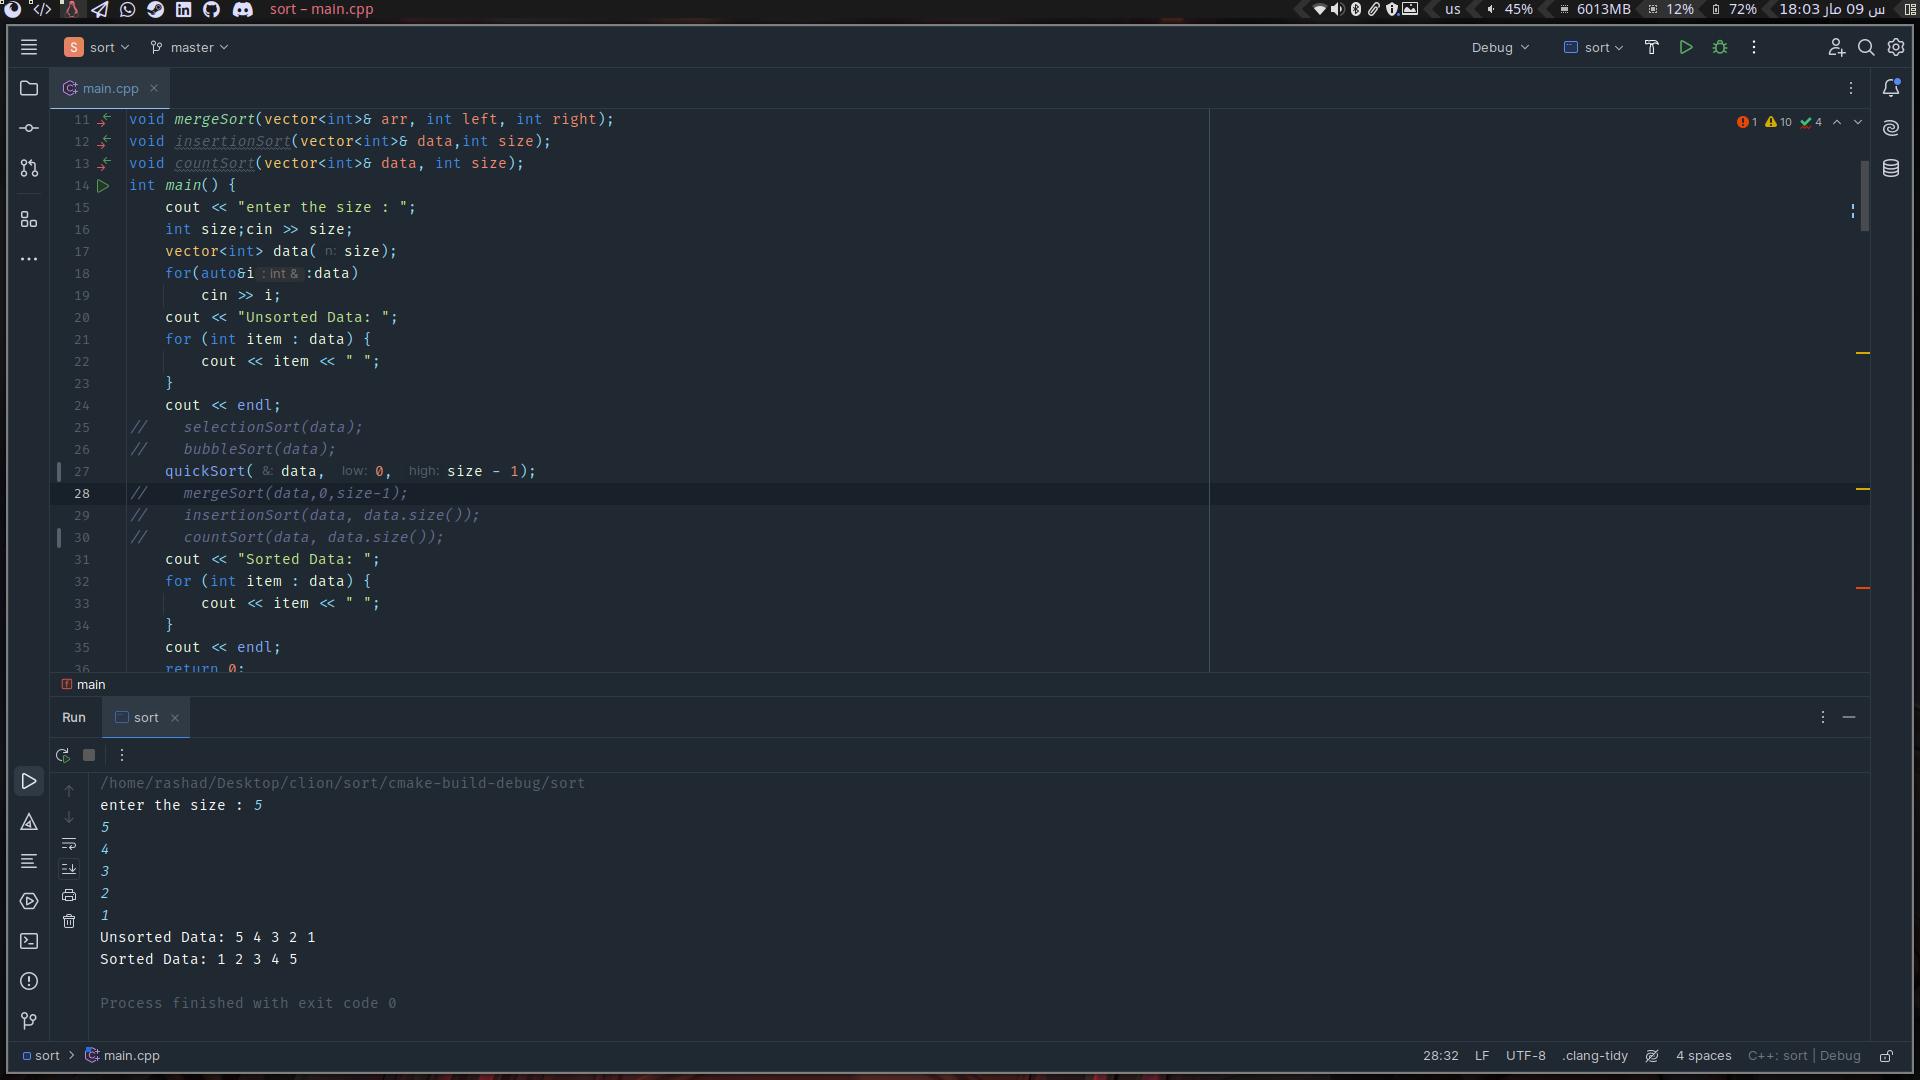 sort – main.cpp
us 45% 6013MB 12% 72% 18:03 س 09 مار
S sort master Debug sort
main.cpp
1 10 4
11 void mergeSort(vector<int>& arr, int left, int right);
12 void insertionSort(vector<int>& data,int size);
13 void countSort(vector<int>& data, int size);
14 int main() {
15 cout << "enter the size : ";
16 int size;cin >> size;
17 vector<int> data( n: size);
18 for(auto&i : int & :data)
19 cin >> i;
20 cout << "Unsorted Data: ";
21 for (int item : data) {
22 cout << item << " ";
23 }
24 cout << endl;
25 // selectionSort(data);
26 // bubbleSort(data);
27 quickSort( &: data, low: 0, high: size - 1);
28 // mergeSort(data,0,size-1);
29 // insertionSort(data, data.size());
30 // countSort(data, data.size());
31 cout << "Sorted Data: ";
32 for (int item : data) {
33 cout << item << " ";
34 }
35 cout << endl;
36 return 0;
f main
Run sort
/home/rashad/Desktop/clion/sort/cmake-build-debug/sort
enter the size : 5
5
4
3
2
1
Unsorted Data: 5 4 3 2 1
Sorted Data: 1 2 3 4 5
Process finished with exit code 0
sort > main.cpp 28:32 LF UTF-8 .clang-tidy 4 spaces C++: sort | Debug